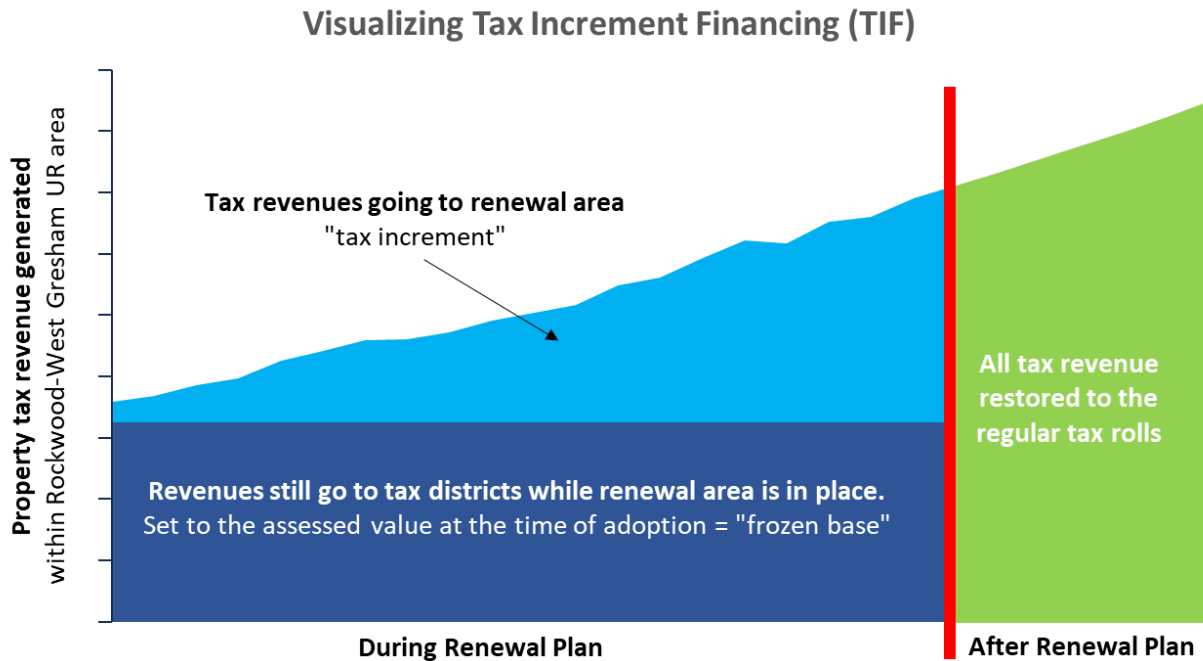 Visualizing Tax Increment Financing (TIF)
Property tax revenue generated
within Rockwood-West Gresham UR area
Tax revenues going to renewal area
"tax increment"
All tax revenue
restored to the
regular tax rolls
Revenues still go to tax districts while renewal area is in place.
Set to the assessed value at the time of adoption = "frozen base"
During Renewal Plan
After Renewal Plan